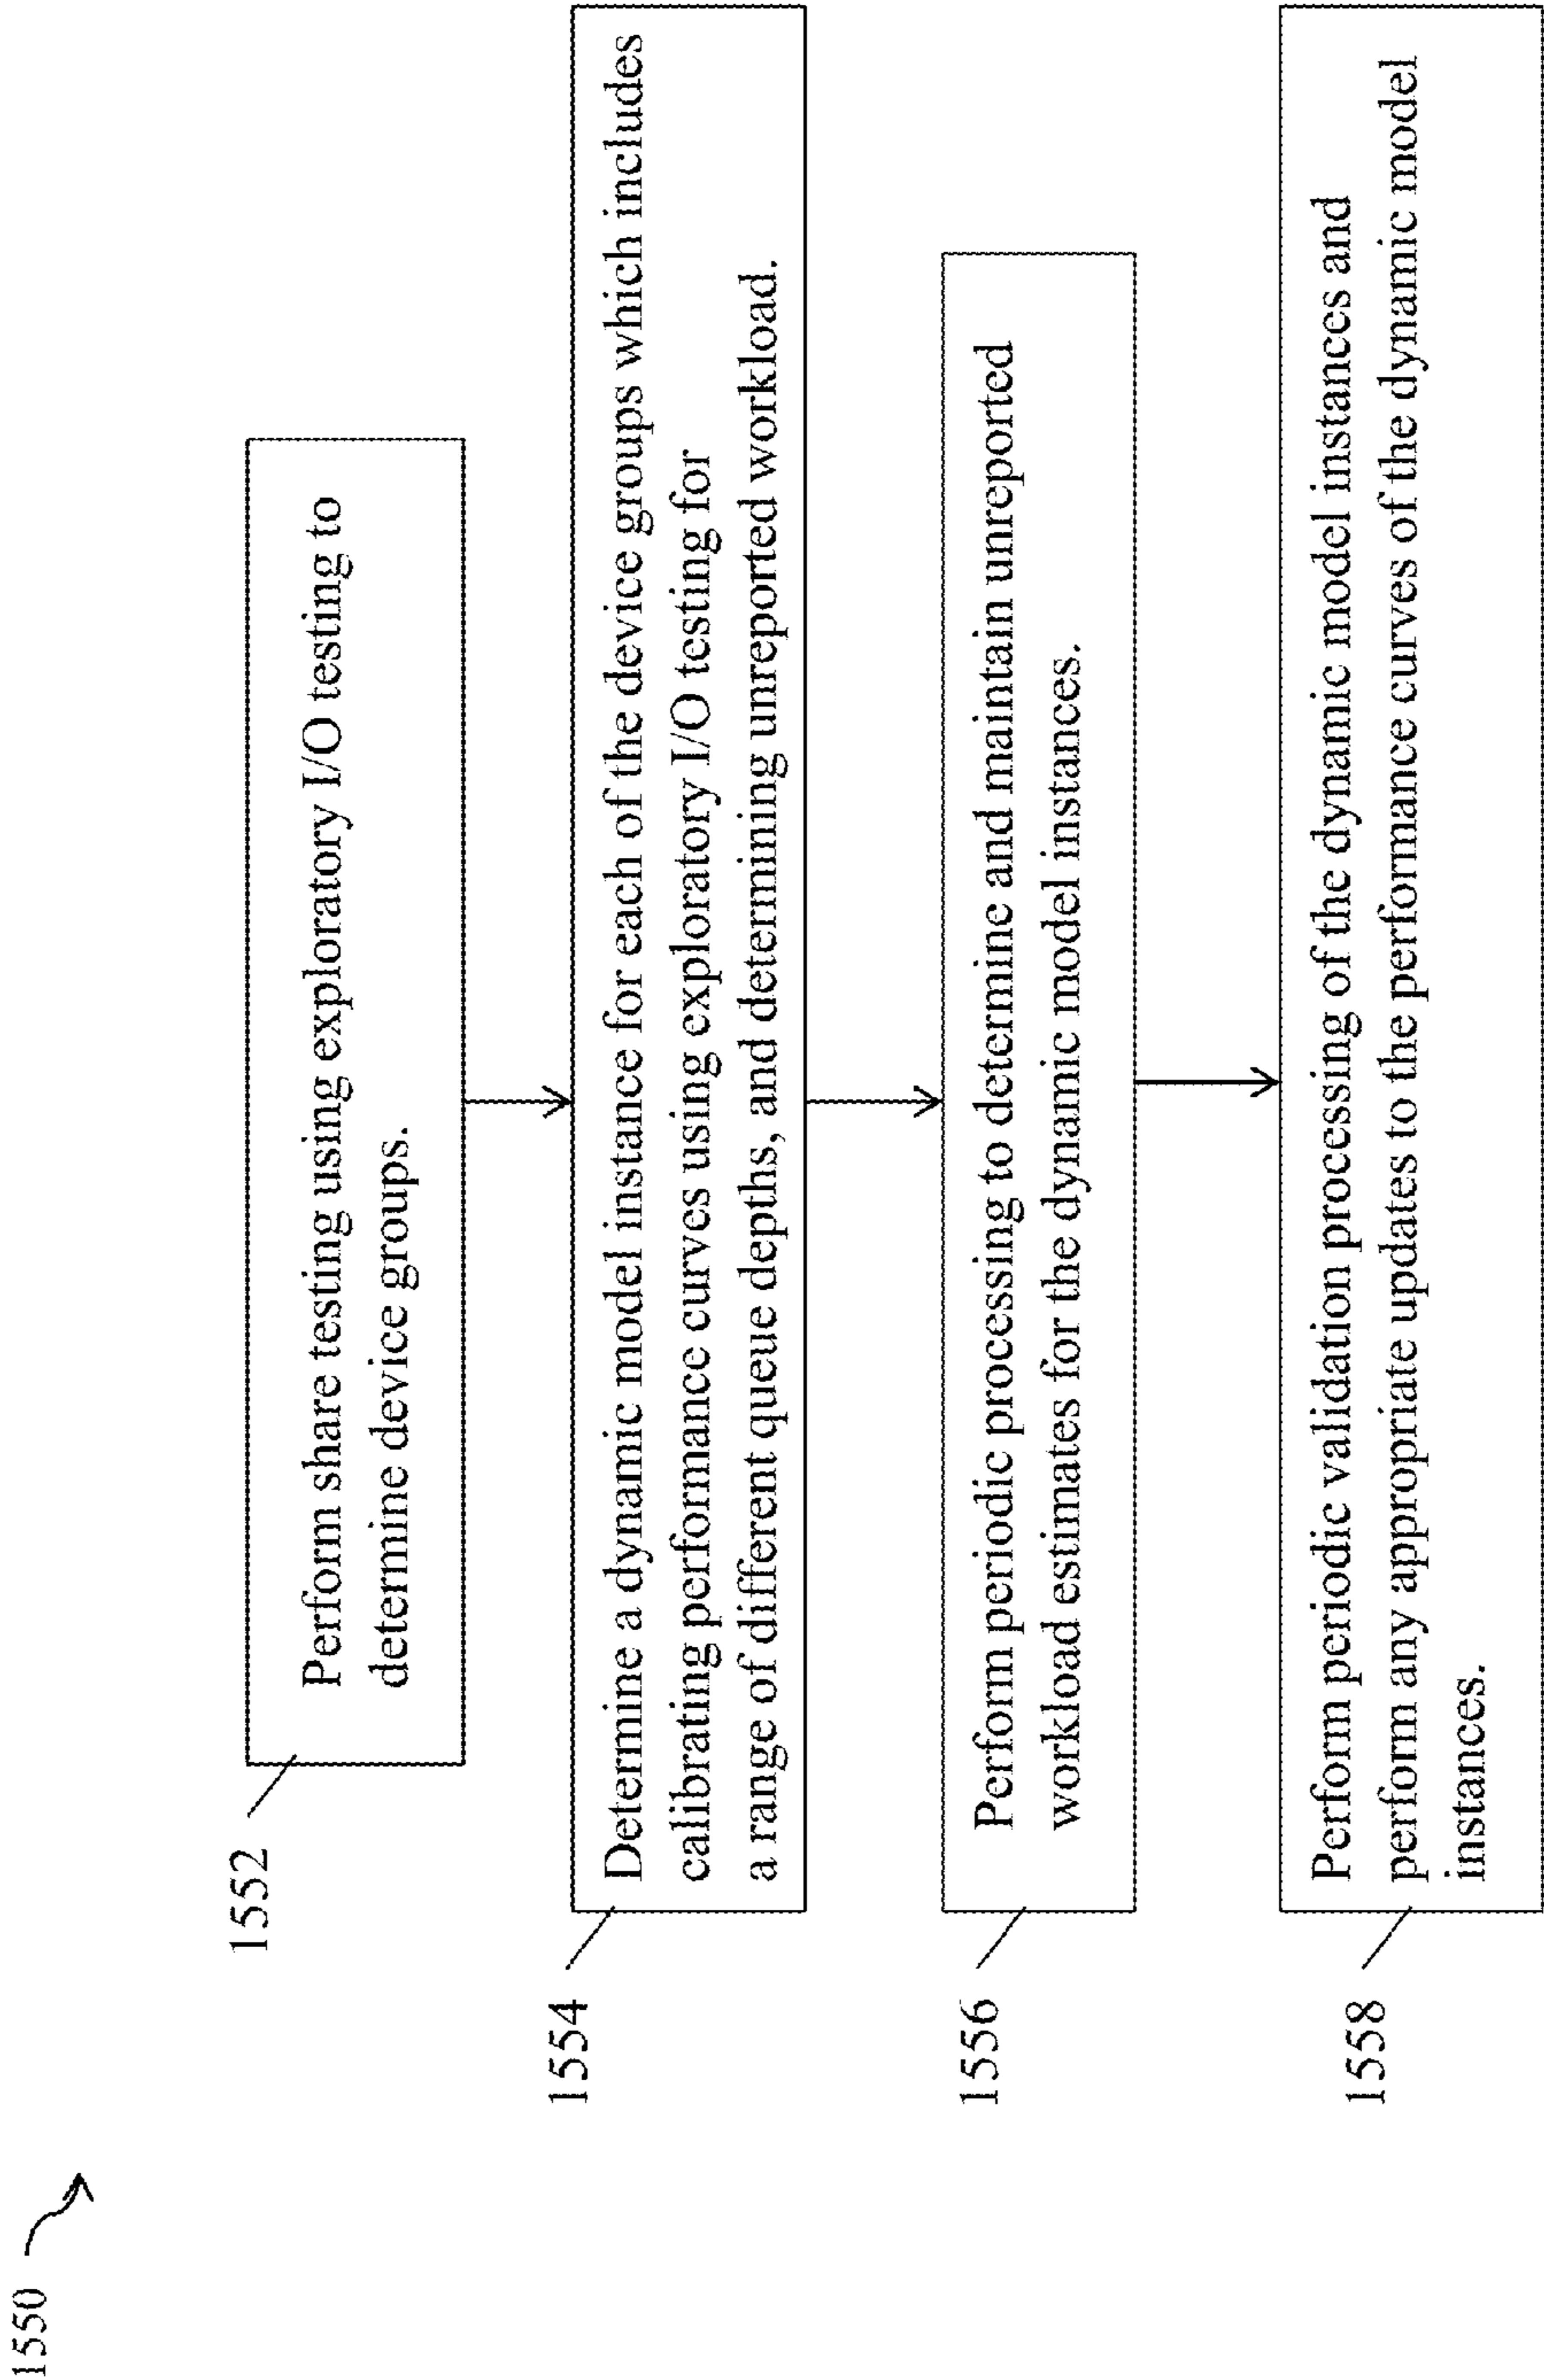 1550
1552
Perform share testing using exploratory I/O testing to
determine device groups.
1554
Determine a dynamic model instance for each of the device groups which includes
calibrating performance curves using exploratory I/O testing for
a range of different queue depths, and determining unreported workload.
1556
Perform periodic processing to determine and maintain unreported
workload estimates for the dynamic model instances.
1558
Perform periodic validation processing of the dynamic model instances and
perform any appropriate updates to the performance curves of the dynamic model
instances.